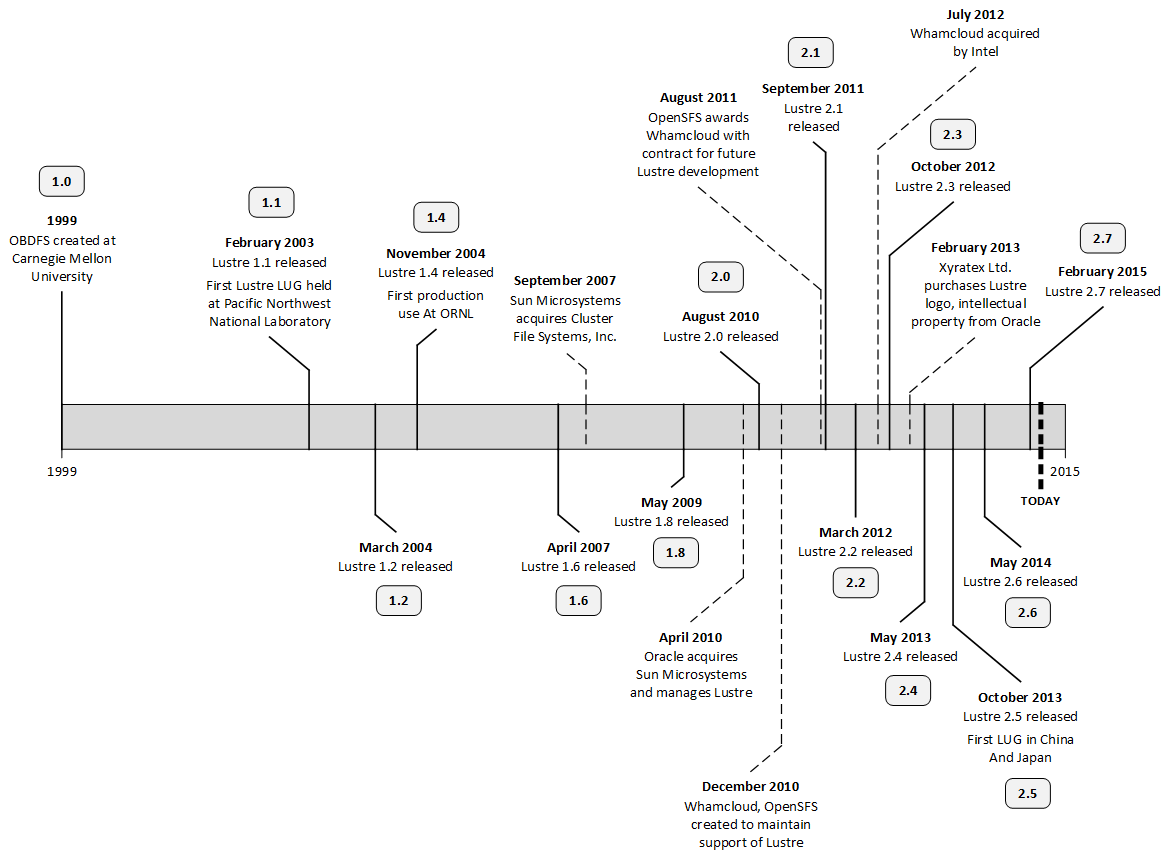 1.0
1999
OBDFS created at
Carnegie Mellon
University
1.1
February 2003
Lustre 1.1 released
First Lustre LUG held
at Pacific Northwest
National Laboratory
1.4
November 2004
Lustre 1.4 released
First production
use At ORNL
September 2007
Sun Microsystems
acquires Cluster
File Systems, Inc.
2.0
August 2010
Lustre 2.0 released
August 2011
OpenSFS awards
Whamcloud with
contract for future
Lustre development
2.1
September 2011
Lustre 2.1
released
July 2012
Whamcloud acquired
by Intel
2.3
October 2012
Lustre 2.3 released
February 2013
Xyratex Ltd.
purchases Lustre
logo, intellectual
property from Oracle
2.7
February 2015
Lustre 2.7 released
1999
2015
TODAY
March 2004
Lustre 1.2 released
1.2
April 2007
Lustre 1.6 released
1.6
May 2009
Lustre 1.8 released
1.8
April 2010
Oracle acquires
Sun Microsystems
and manages Lustre
December 2010
Whamcloud, OpenSFS
created to maintain
support of Lustre
March 2012
Lustre 2.2 released
2.2
May 2013
Lustre 2.4 released
2.4
May 2014
Lustre 2.6 released
2.6
October 2013
Lustre 2.5 released
First LUG in China
And Japan
2.5